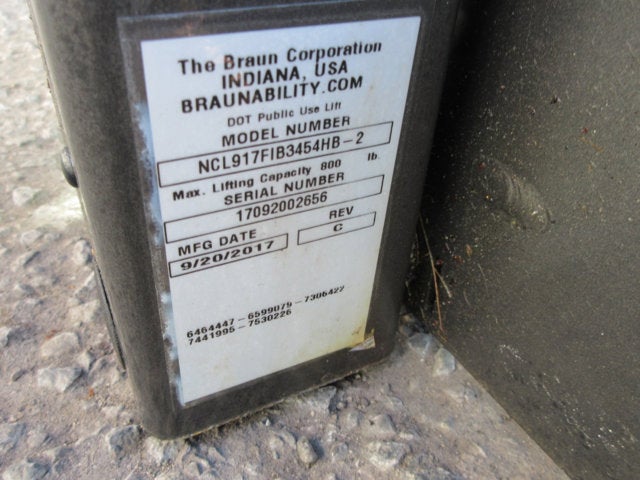 The Braun Corporation
INDIANA, USA
BRAUNABILITY.COM
DOT Public Use Lift
MODEL NUMBER
NCL917FIB3454HB-2
Max. Lifting Capacity 800 lb.
SERIAL NUMBER
17092002656
MFG DATE REV
9/20/2017 C
6464447-6599079-7306422
7441995-7530226